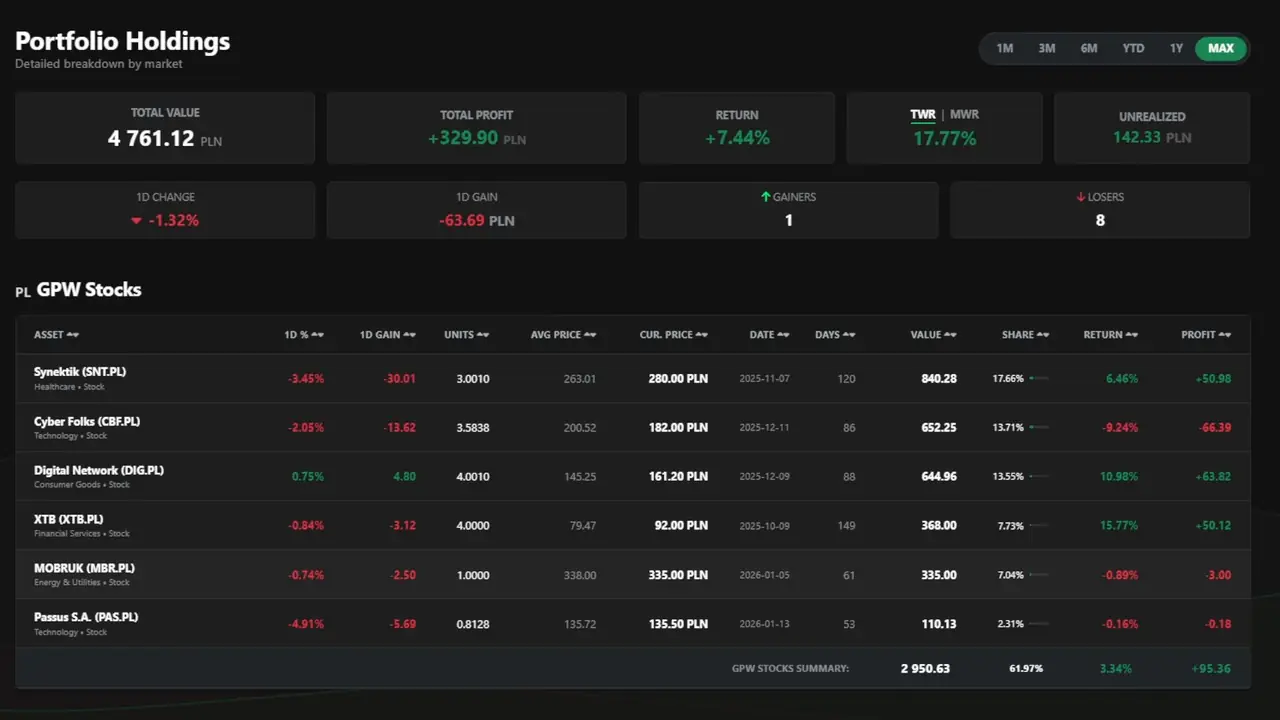 Portfolio Holdings
Detailed breakdown by market
1M 3M 6M YTD 1Y MAX
TOTAL VALUE
4 761.12 PLN
TOTAL PROFIT
+329.90 PLN
RETURN
+7.44%
TWR | MWR
17.77%
UNREALIZED
142.33 PLN
1D CHANGE
-1.32%
1D GAIN
-63.69 PLN
GAINERS
1
LOSERS
8
PL GPW Stocks
ASSET 1D % 1D GAIN UNITS AVG PRICE CUR. PRICE DATE DAYS VALUE SHARE RETURN PROFIT
Synektik (SNT.PL)
Healthcare • Stock
-3.45% -30.01 3.0010 263.01 280.00 PLN 2025-11-07 120 840.28 17.66% 6.46% +50.98
Cyber Folks (CBF.PL)
Technology • Stock
-2.05% -13.62 3.5838 200.52 182.00 PLN 2025-12-11 86 652.25 13.71% -9.24% -66.39
Digital Network (DIG.PL)
Consumer Goods • Stock
0.75% 4.80 4.0010 145.25 161.20 PLN 2025-12-09 88 644.96 13.55% 10.98% +63.82
XTB (XTB.PL)
Financial Services • Stock
-0.84% -3.12 4.0000 79.47 92.00 PLN 2025-10-09 149 368.00 7.73% 15.77% +50.12
MOBRUK (MBR.PL)
Energy & Utilities • Stock
-0.74% -2.50 1.0000 338.00 335.00 PLN 2026-01-05 61 335.00 7.04% -0.89% -3.00
Passus S.A. (PAS.PL)
Technology • Stock
-4.91% -5.69 0.8128 135.72 135.50 PLN 2026-01-13 53 110.13 2.31% -0.16% -0.18
GPW STOCKS SUMMARY: 2 950.63 61.97% 3.34% +95.36